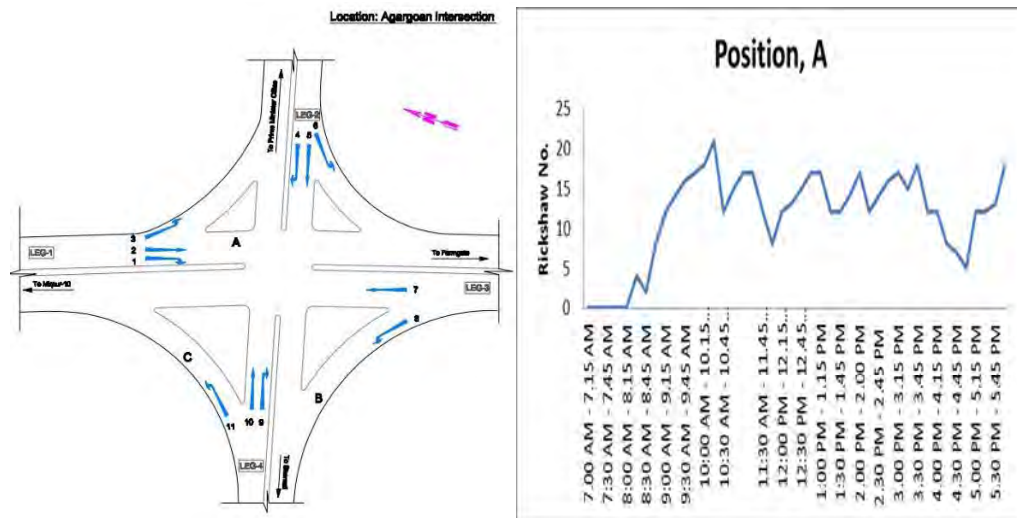 Location: Agargoan Intersection
To Prime Minister Office
LEG-2
6
4
5
3
A
LEG-1
2
1
To Farmgate
To Mirpur-10
7
LEG-3
8
C
B
10
9
11
LEG-4
Position, A
Rickshaw No.
25
20
15
10
5
0
7.00 AM - 7.15 AM
7:30 AM - 7.45 AM
8:00 AM - 8.15 AM
8:30 AM - 8.45 AM
9:00 AM - 9.15 AM
9:30 AM - 9.45 AM
10:00 AM - 10.15...
10:30 AM - 10.45...
11:30 AM - 11.45...
12:00 PM - 12.15...
12:30 PM - 12.45...
1:00 PM - 1.15 PM
1:30 PM - 1.45 PM
2.00 PM - 2.00 PM
2.30 PM - 2.45 PM
3.00 PM - 3.15 PM
3.30 PM - 3.45 PM
4.00 PM - 4.15 PM
4.30 PM - 4.45 PM
5.00 PM - 5.15 PM
5.30 PM - 5.45 PM